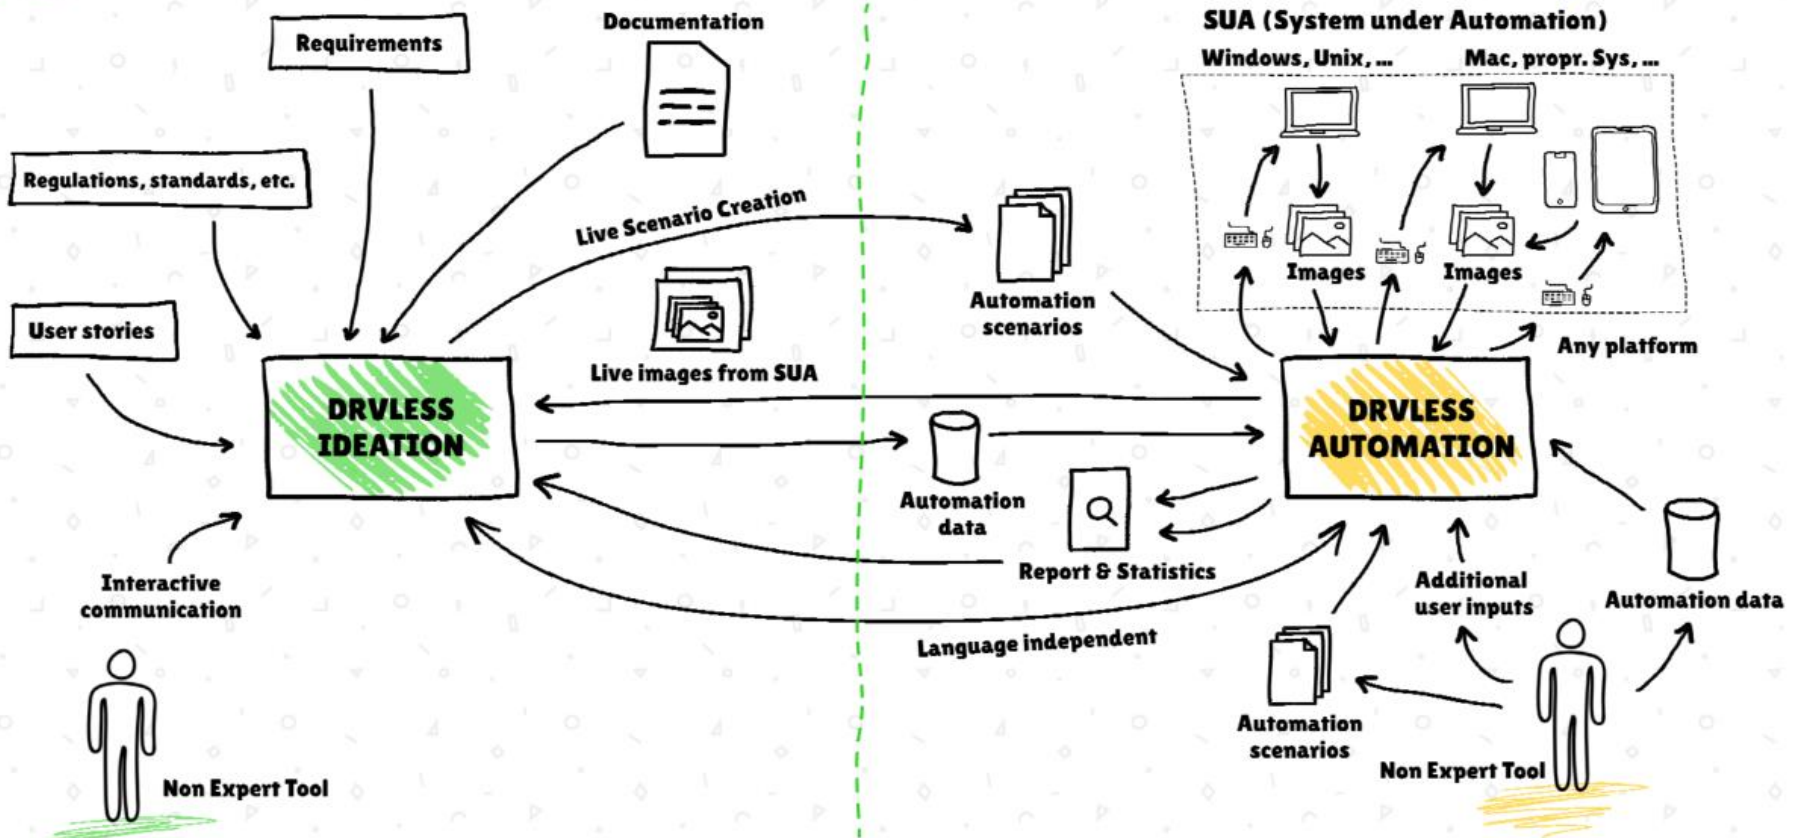 Requirements
Documentation
Regulations, standards, etc.
User stories
Live Scenario Creation
Live images from SUA
DRVLESS
IDEATION
Interactive
communication
Non Expert Tool
SUA (System under Automation)
Windows, Unix, ...
Mac, propr. Sys, ...
Images
Images
Any platform
Automation
scenarios
DRVLESS
AUTOMATION
Automation
data
Report & Statistics
Language independent
Additional
user inputs
Automation data
Automation
scenarios
Non Expert Tool